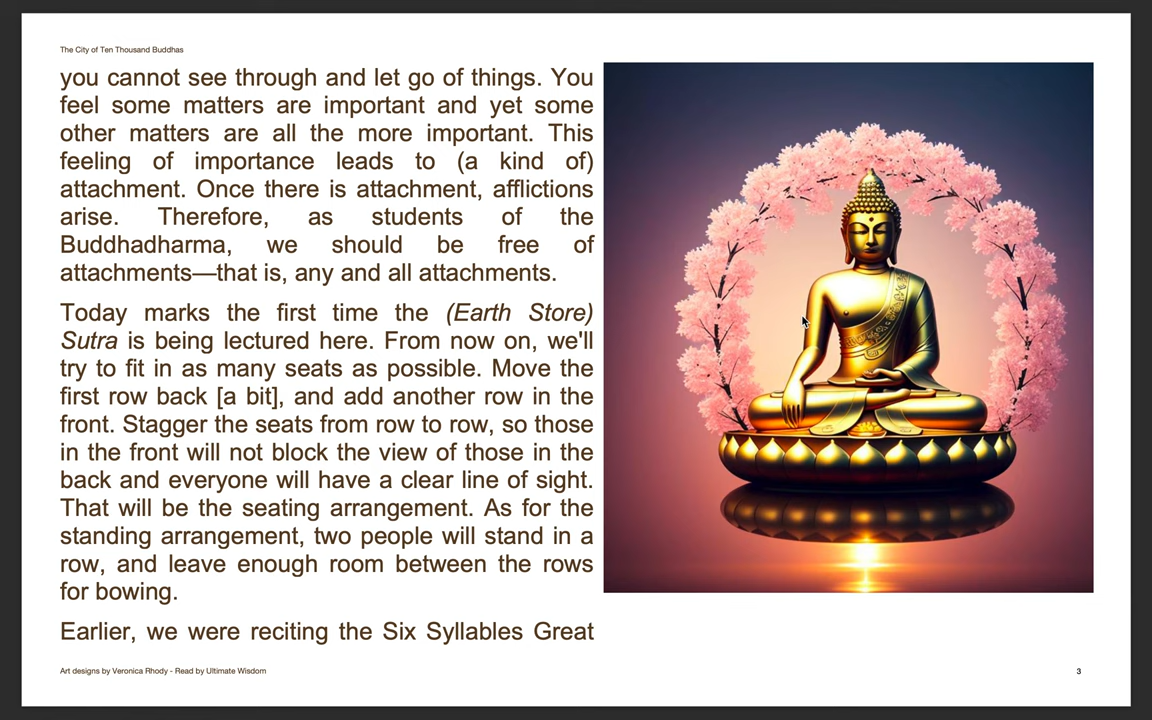 The City of Ten Thousand Buddhas
you cannot see through and let go of things. You
feel some matters are important and yet some
other matters are all the more important. This
feeling of importance leads to (a kind of)
attachment. Once there is attachment, afflictions
arise. Therefore, as students of the
Buddhadharma, we should be free of
attachments—that is, any and all attachments.
Today marks the first time the (Earth Store)
Sutra is being lectured here. From now on, we'll
try to fit in as many seats as possible. Move the
first row back [a bit], and add another row in the
front. Stagger the seats from row to row, so those
in the front will not block the view of those in the
back and everyone will have a clear line of sight.
That will be the seating arrangement. As for the
standing arrangement, two people will stand in a
row, and leave enough room between the rows
for bowing.
Earlier, we were reciting the Six Syllables Great
Art designs by Veronica Rhody - Read by Ultimate Wisdom
3